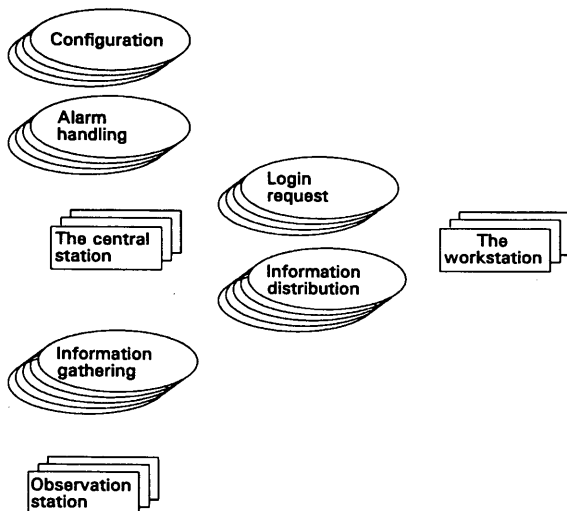 Configuration
Alarm
handling
Login
request
The central
station
The
workstation
Information
distribution
Information
gathering
Observation
station